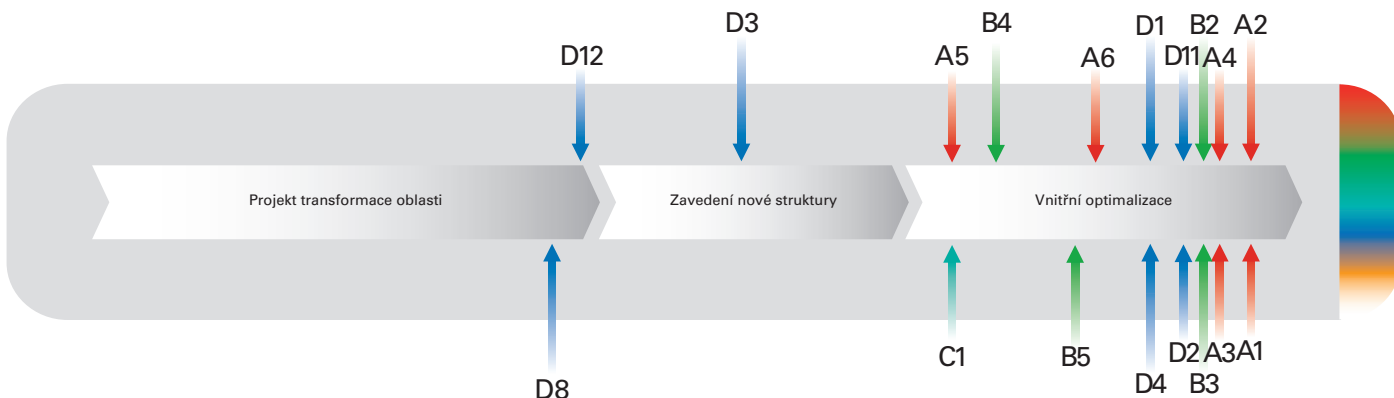 D3
B4
D1
B2
A2
D12
A5
A6
D11
A4
Projekt transformace oblasti
Zavedení nové struktury
Vnitřní optimalizace
C1
B5
D2
A3
A1
D8
D4
B3